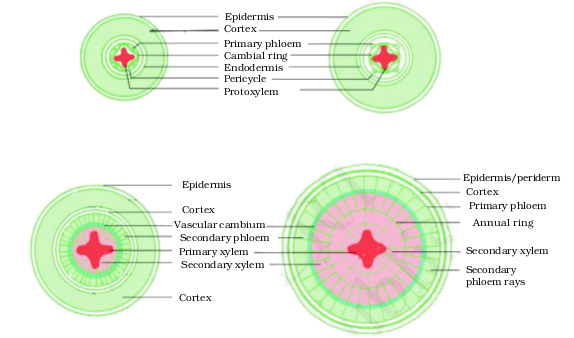 Epidermis
Cortex
Primary phloem
Cambial ring
Endodermis
Pericycle
Protoxylem
Epidermis
Cortex
Vascular cambium
Secondary phloem
Primary xylem
Secondary xylem
Cortex
Epidermis/periderm
Cortex
Primary phloem
Annual ring
Secondary xylem
Secondary
phloem rays